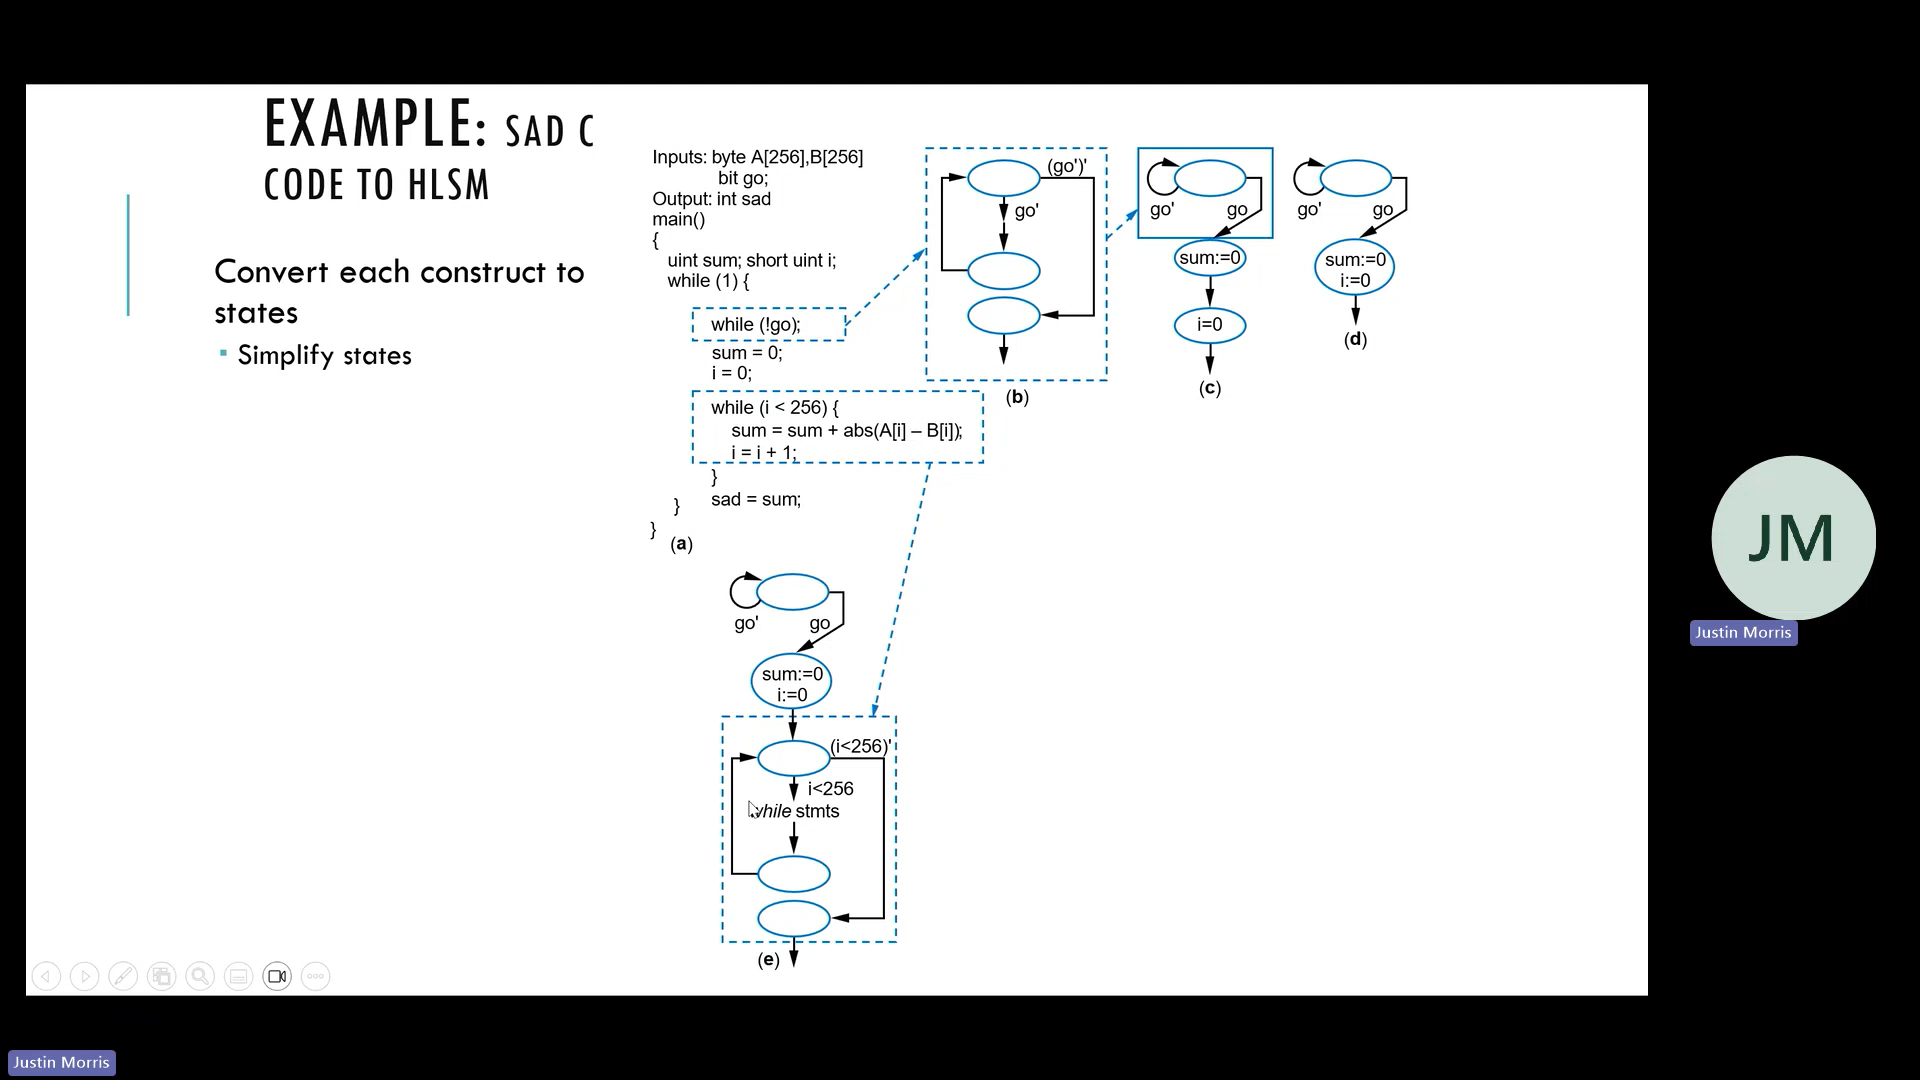 EXAMPLE: SAD C
CODE TO HLSM
Convert each construct to
states
Simplify states
Inputs: byte A[256],B[256]
bit go;
Output: int sad
main()
{
uint sum; short uint i;
while (1) {
while (!go);
sum = 0;
i = 0;
while (i < 256) {
sum = sum + abs(A[i] – B[i]);
i = i + 1;
}
sad = sum;
}
}
(a)
(go')'
go'
(b)
go'
go
sum:=0
i=0
(c)
go'
go
sum:=0
i:=0
(d)
go'
go
sum:=0
i:=0
(i<256)'
i<256
while stmts
(e)
JM
Justin Morris
Justin Morris